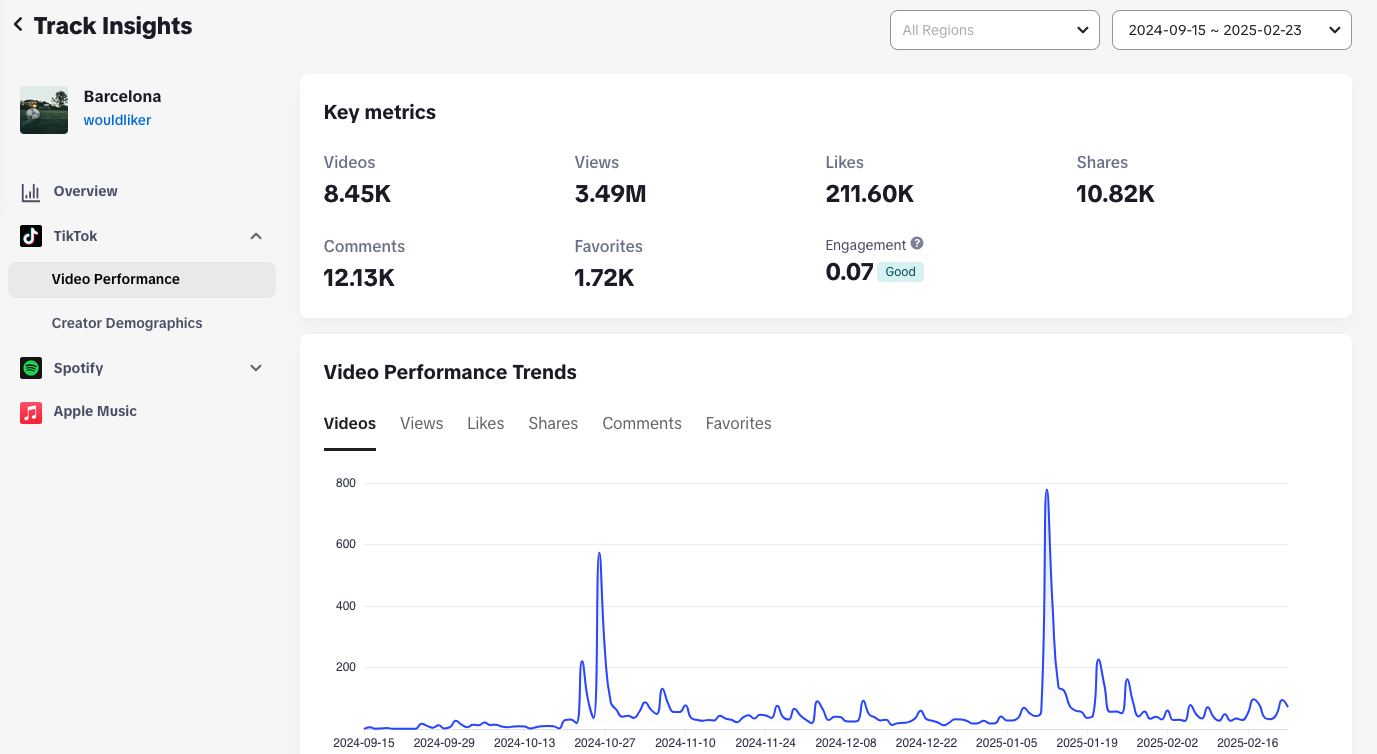 Track Insights
All Regions
2024-09-15 ~ 2025-02-23
Barcelona
wouldliker
Overview
TikTok
Video Performance
Creator Demographics
Spotify
Apple Music
Key metrics
Videos Views Likes Shares
8.45K 3.49M 211.60K 10.82K
Comments Favorites Engagement ?
12.13K 1.72K 0.07 Good
Video Performance Trends
Videos Views Likes Shares Comments Favorites
800
600
400
200
2024-09-15 2024-09-29 2024-10-13 2024-10-27 2024-11-10 2024-11-24 2024-12-08 2024-12-22 2025-01-05 2025-01-19 2025-02-02 2025-02-16